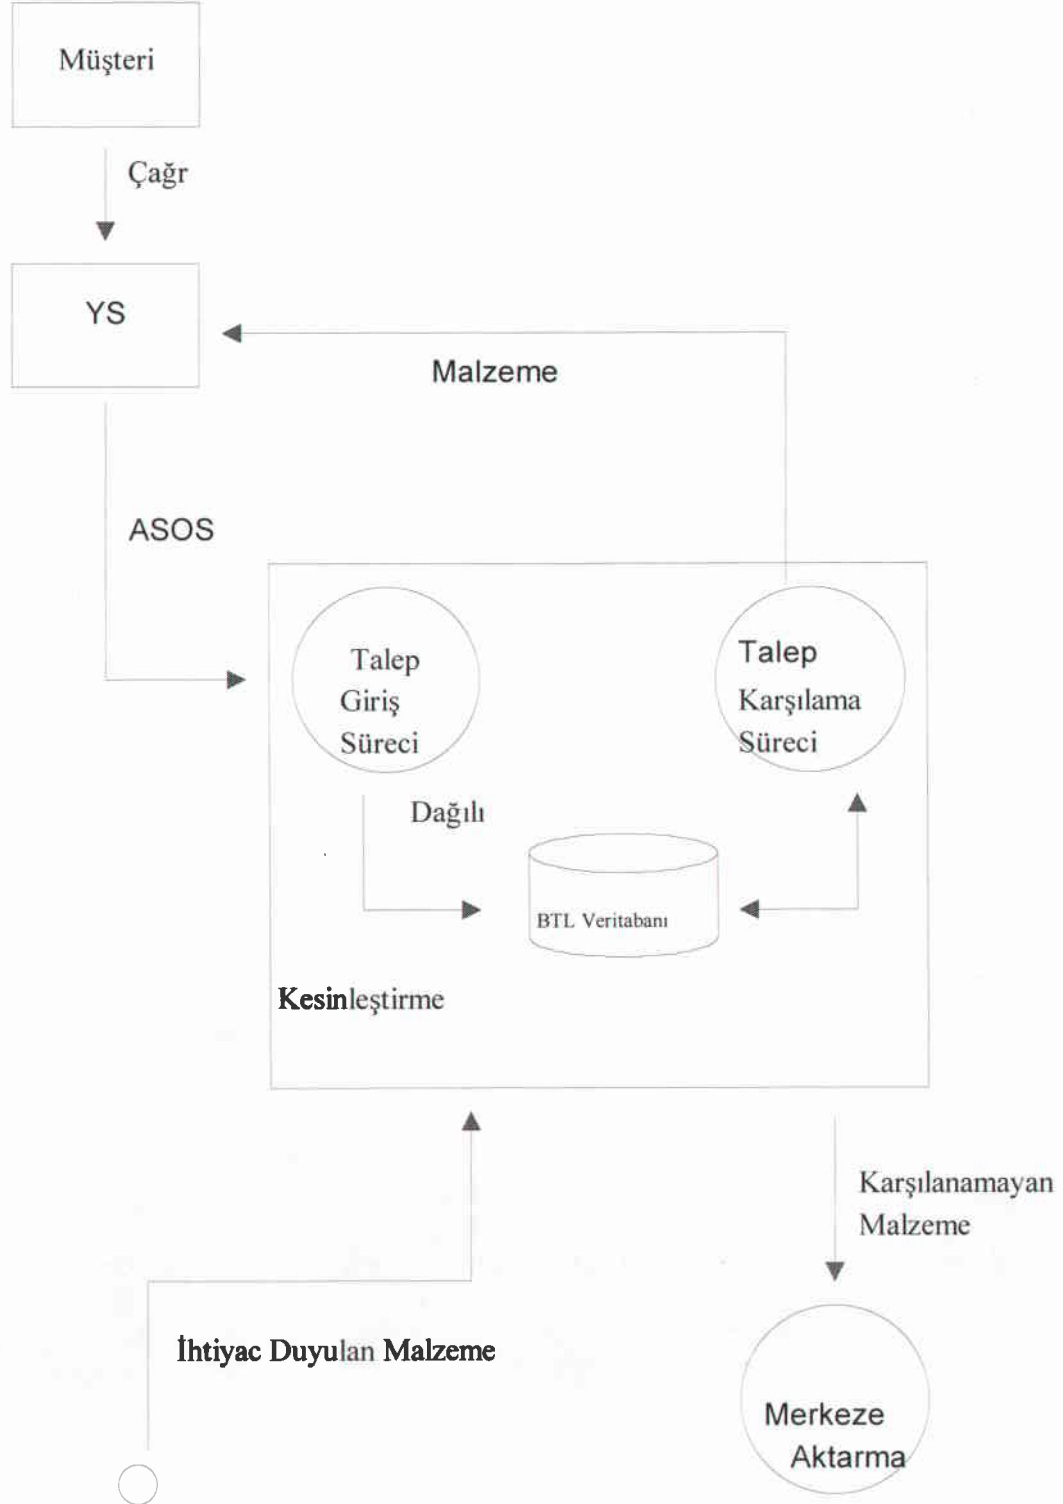 Müşteri
Çağr
YS
Malzeme
ASOS
Talep
Giriş
Süreci
Talep
Karşılama
Süreci
Dağılı
BTL Veritabanı
Kesinleştirme
Karşılanamayan
Malzeme
İhtiyac Duyulan Malzeme
Merkeze
Aktarma